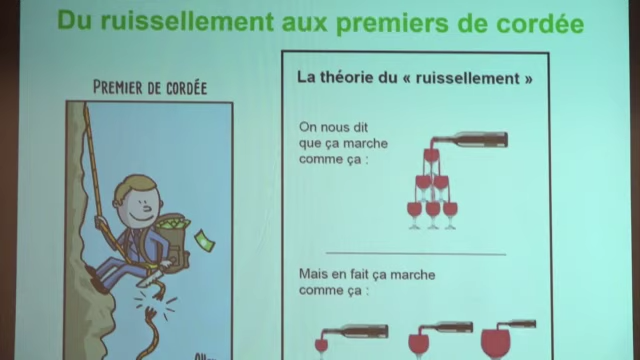 Du ruissellement aux premiers de cordée
PREMIER DE CORDÉE
La théorie du « ruissellement »
On nous dit
que ça marche
comme ça :
Mais en fait ça marche
comme ça :